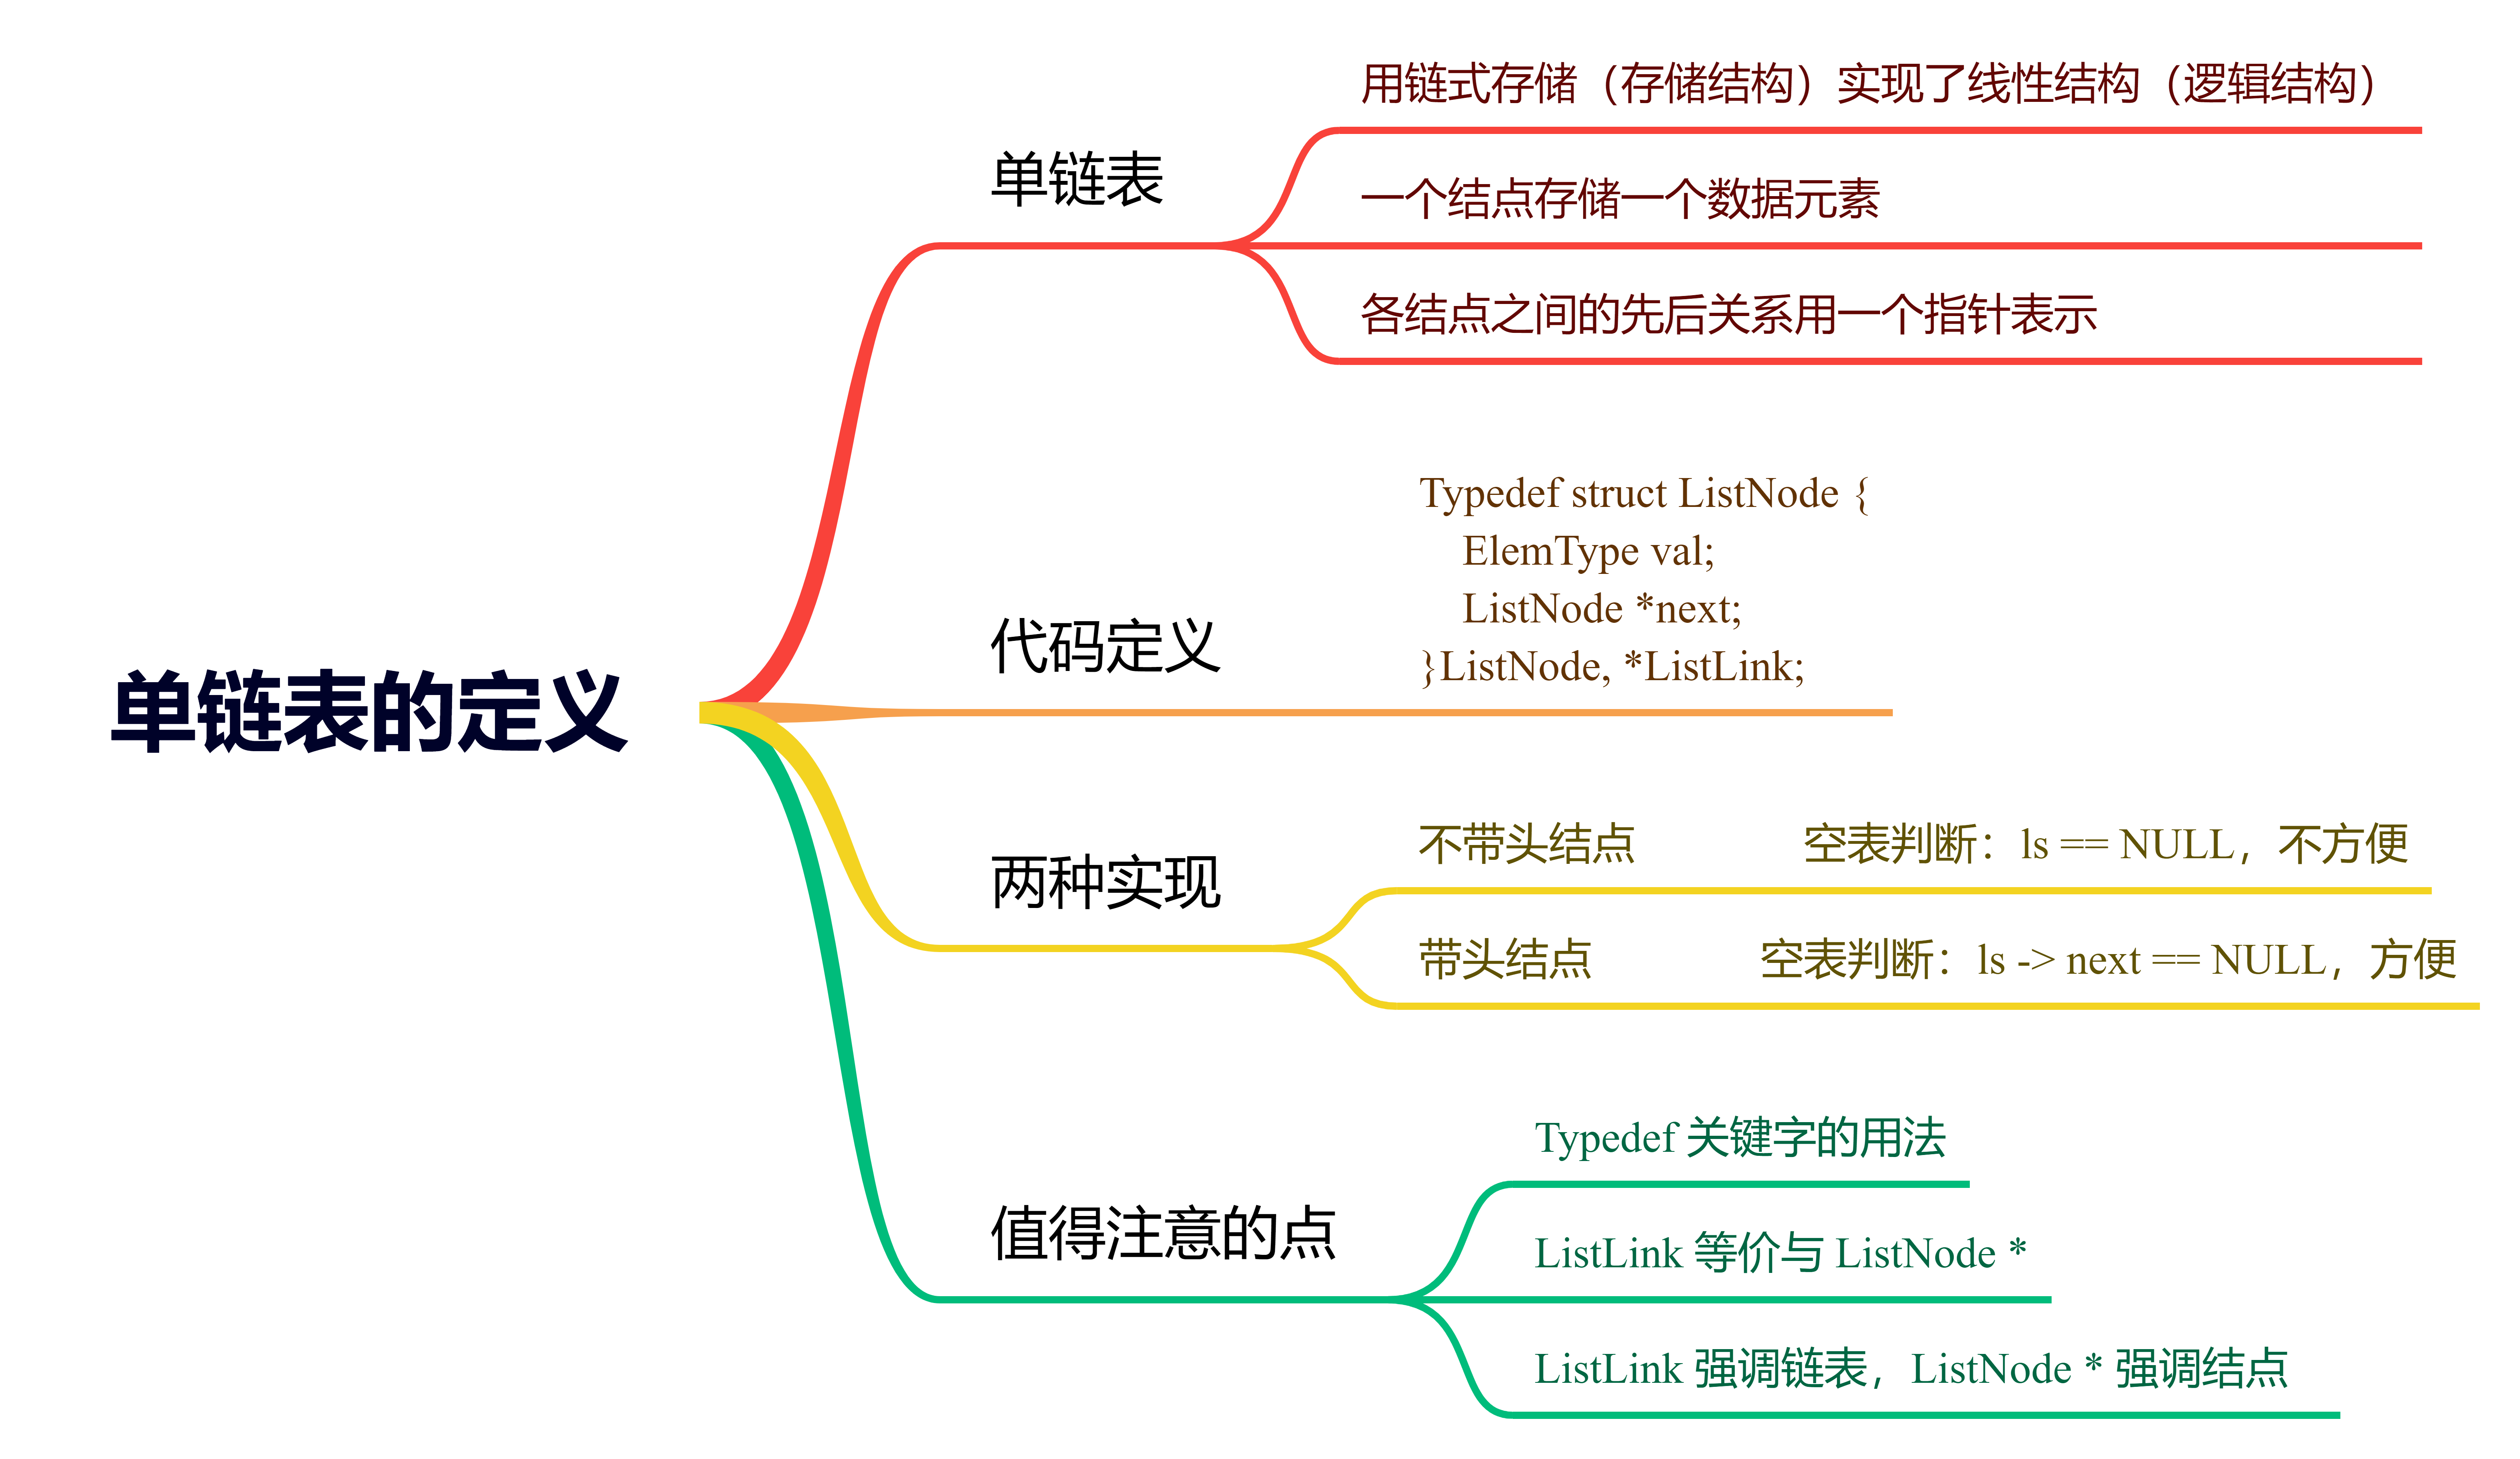 单链表的定义
单链表
用链式存储（存储结构）实现了线性结构（逻辑结构）
一个结点存储一个数据元素
各结点之间的先后关系用一个指针表示
代码定义
Typedef struct ListNode {
ElemType val;
ListNode *next;
}ListNode, *ListLink;
两种实现
不带头结点 空表判断：ls == NULL，不方便
带头结点 空表判断：ls -> next == NULL，方便
值得注意的点
Typedef 关键字的用法
ListLink 等价与 ListNode *
ListLink 强调链表，ListNode * 强调结点